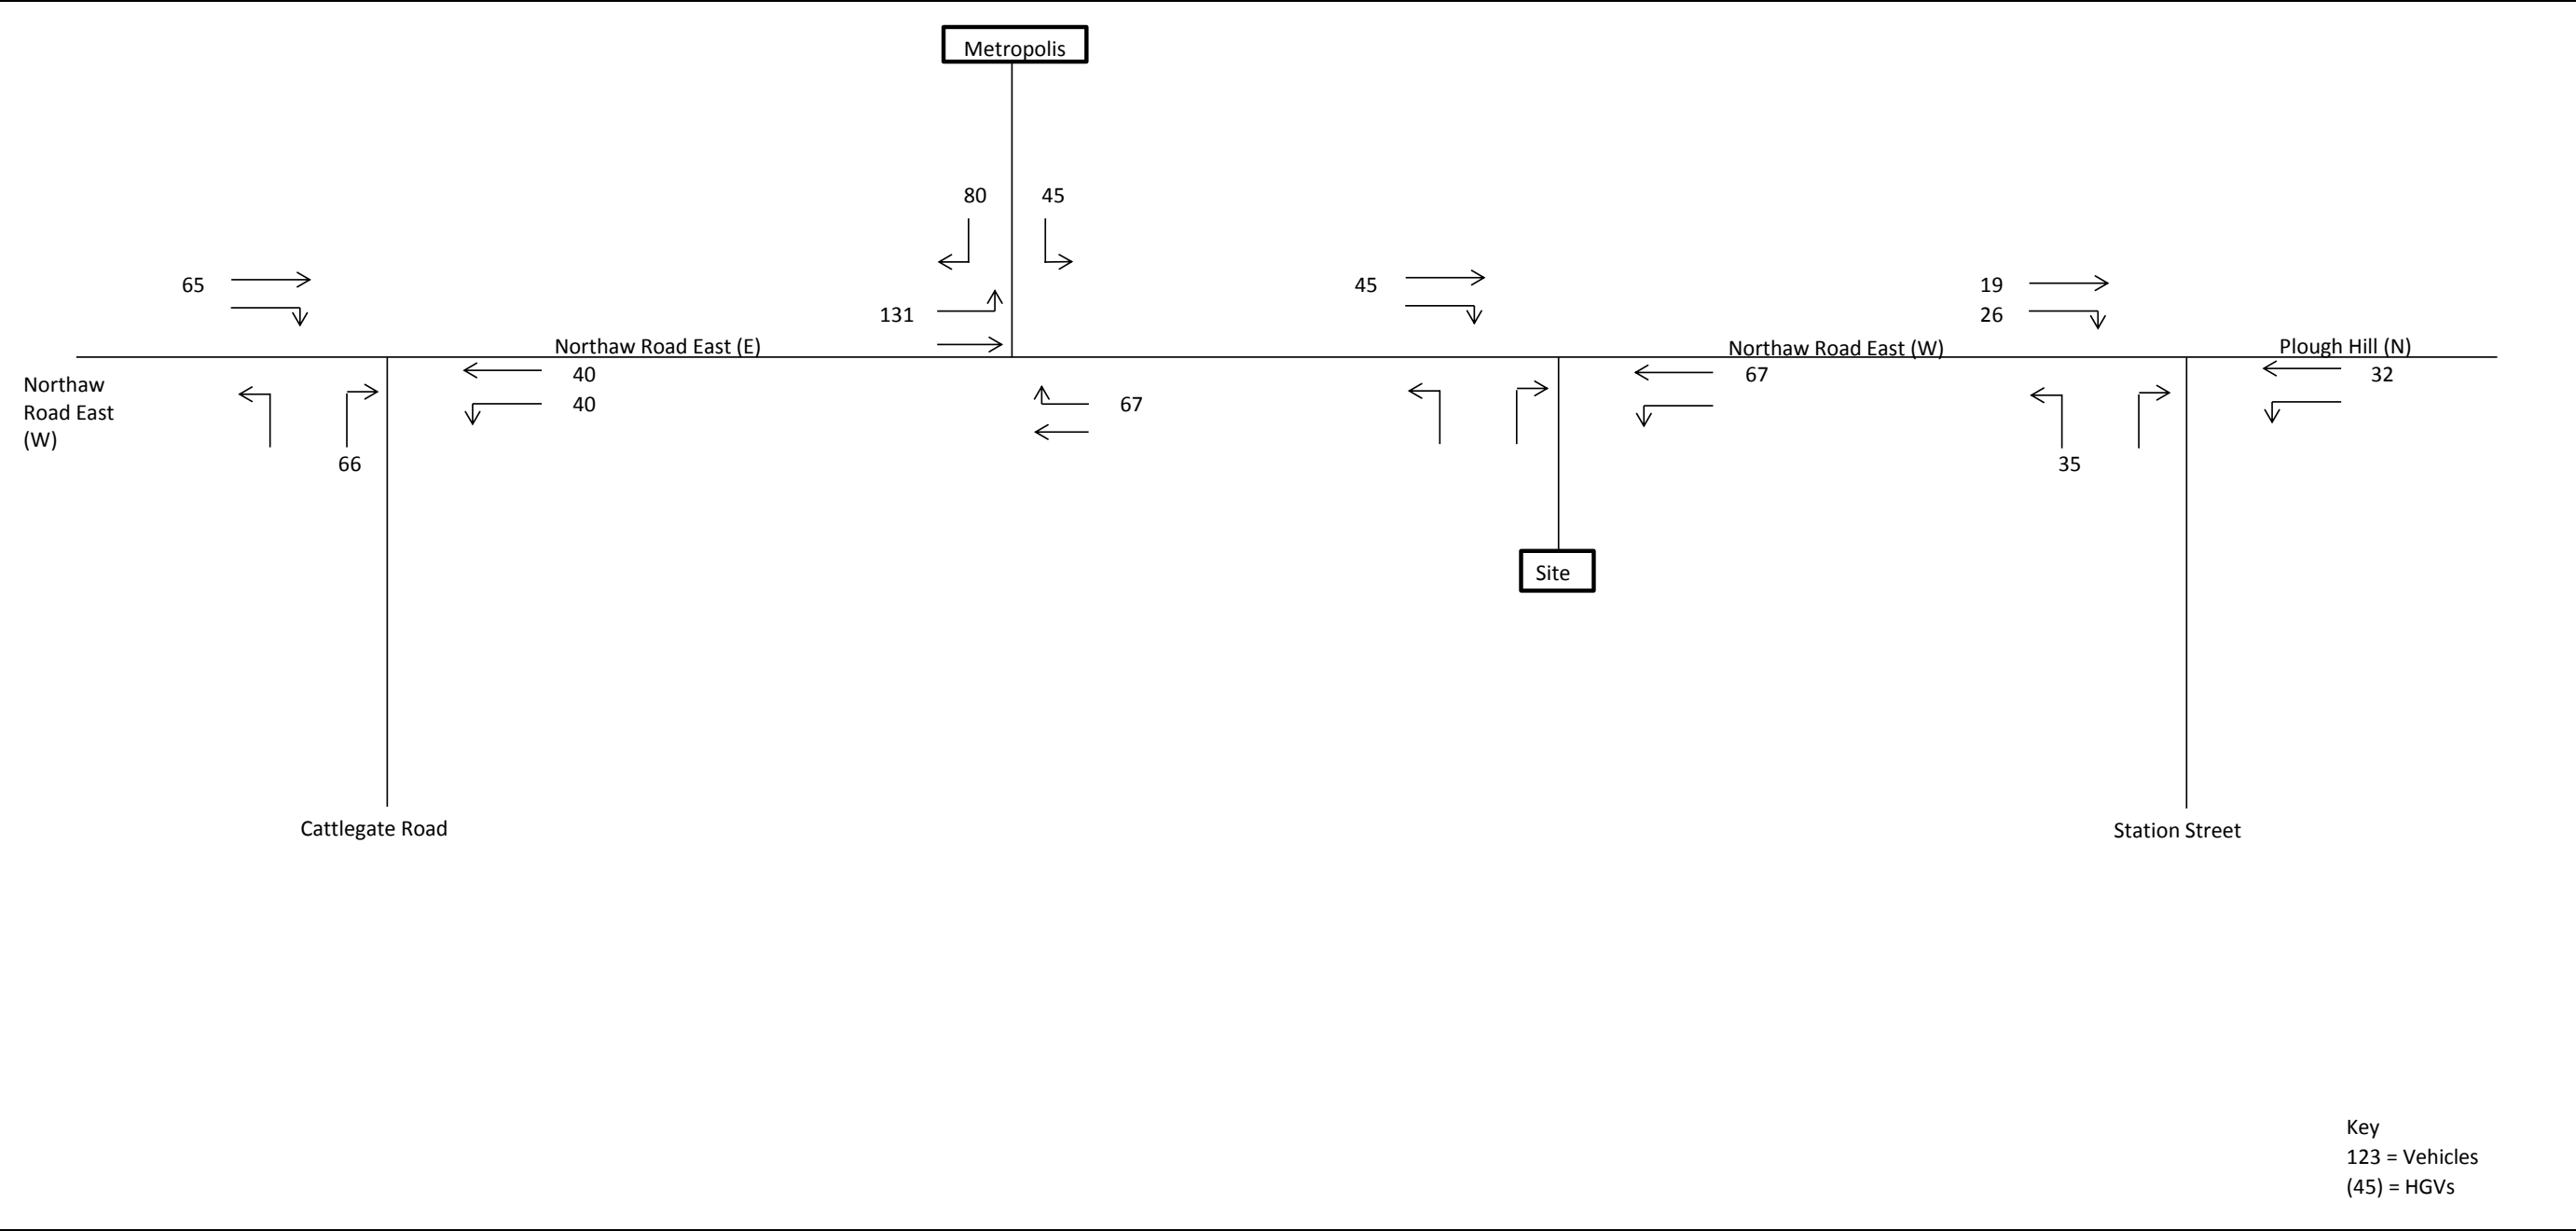 Metropolis
80 45
65
45
19
131
26
Northaw Road East (E)
Northaw Road East (W)
Plough Hill (N)
Northaw
Road East
(W)
40
67
32
40
67
66
35
Site
Cattlegate Road
Station Street
Key
123 = Vehicles
(45) = HGVs